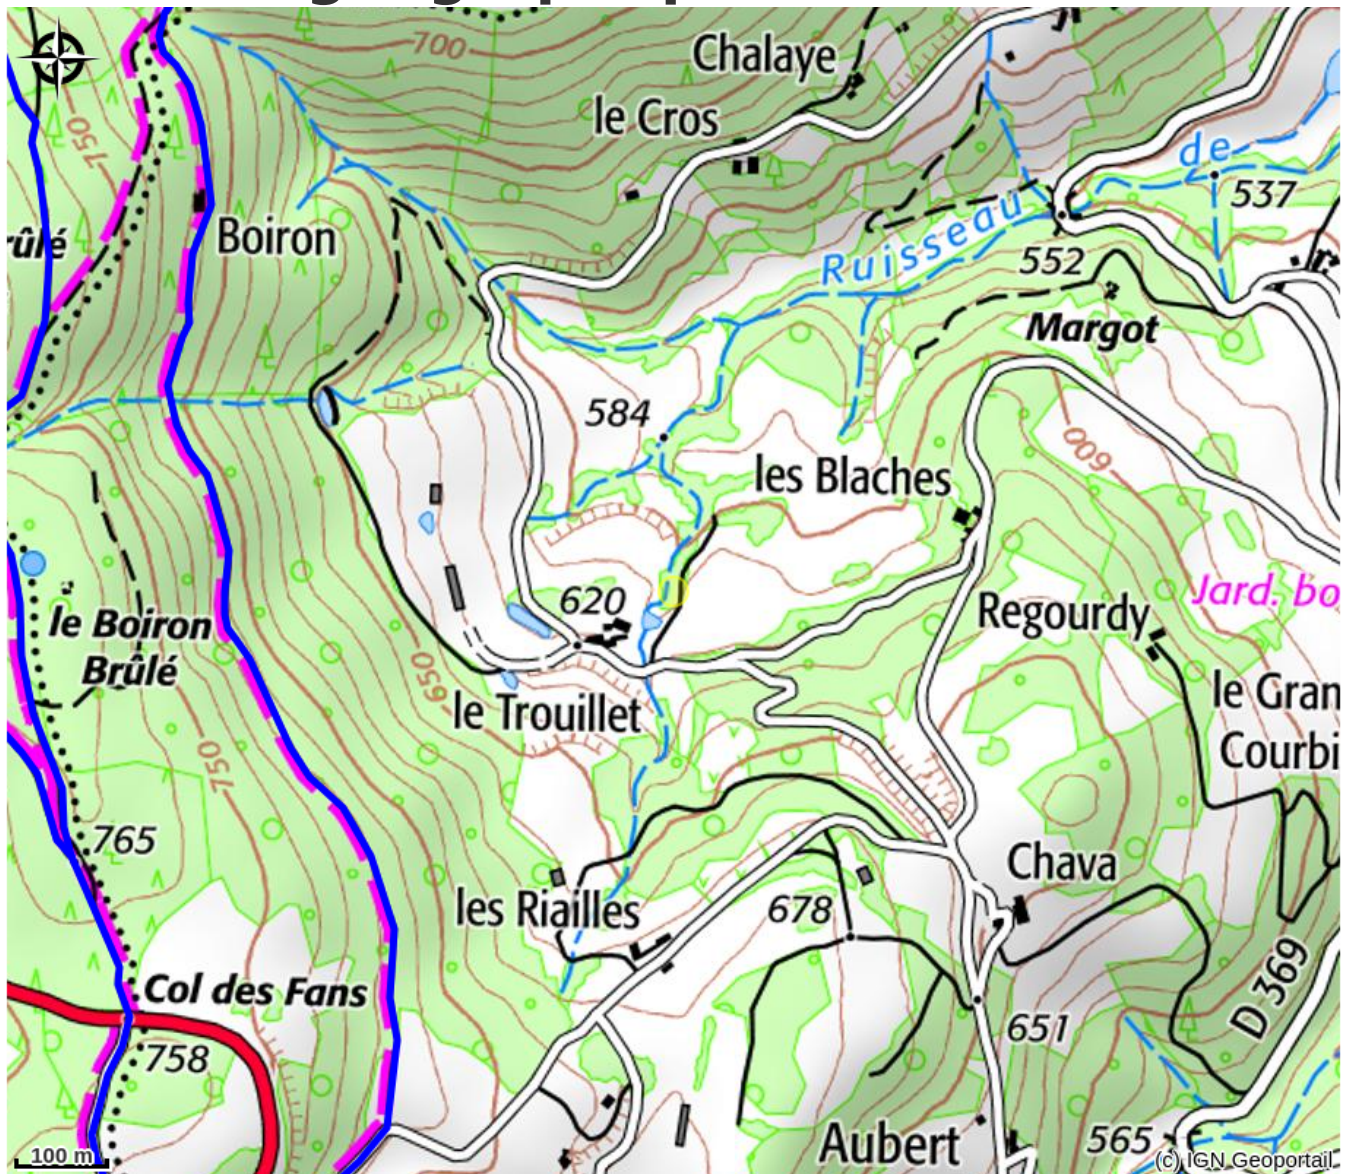 700
Chalaye
le Cros
750
de
537
Boiron
ûlé
Ruisseau
552
Margot
584
600
les Blaches
620
Jard. bo
Regourdy
le Boiron
Brûlé
650
le Trouillet
le Gran
Courbi
750
765
Chava
les Riailles
678
Col des Fans
D 369
651
758
Aubert
565
100 m
(c) IGN Geoportail